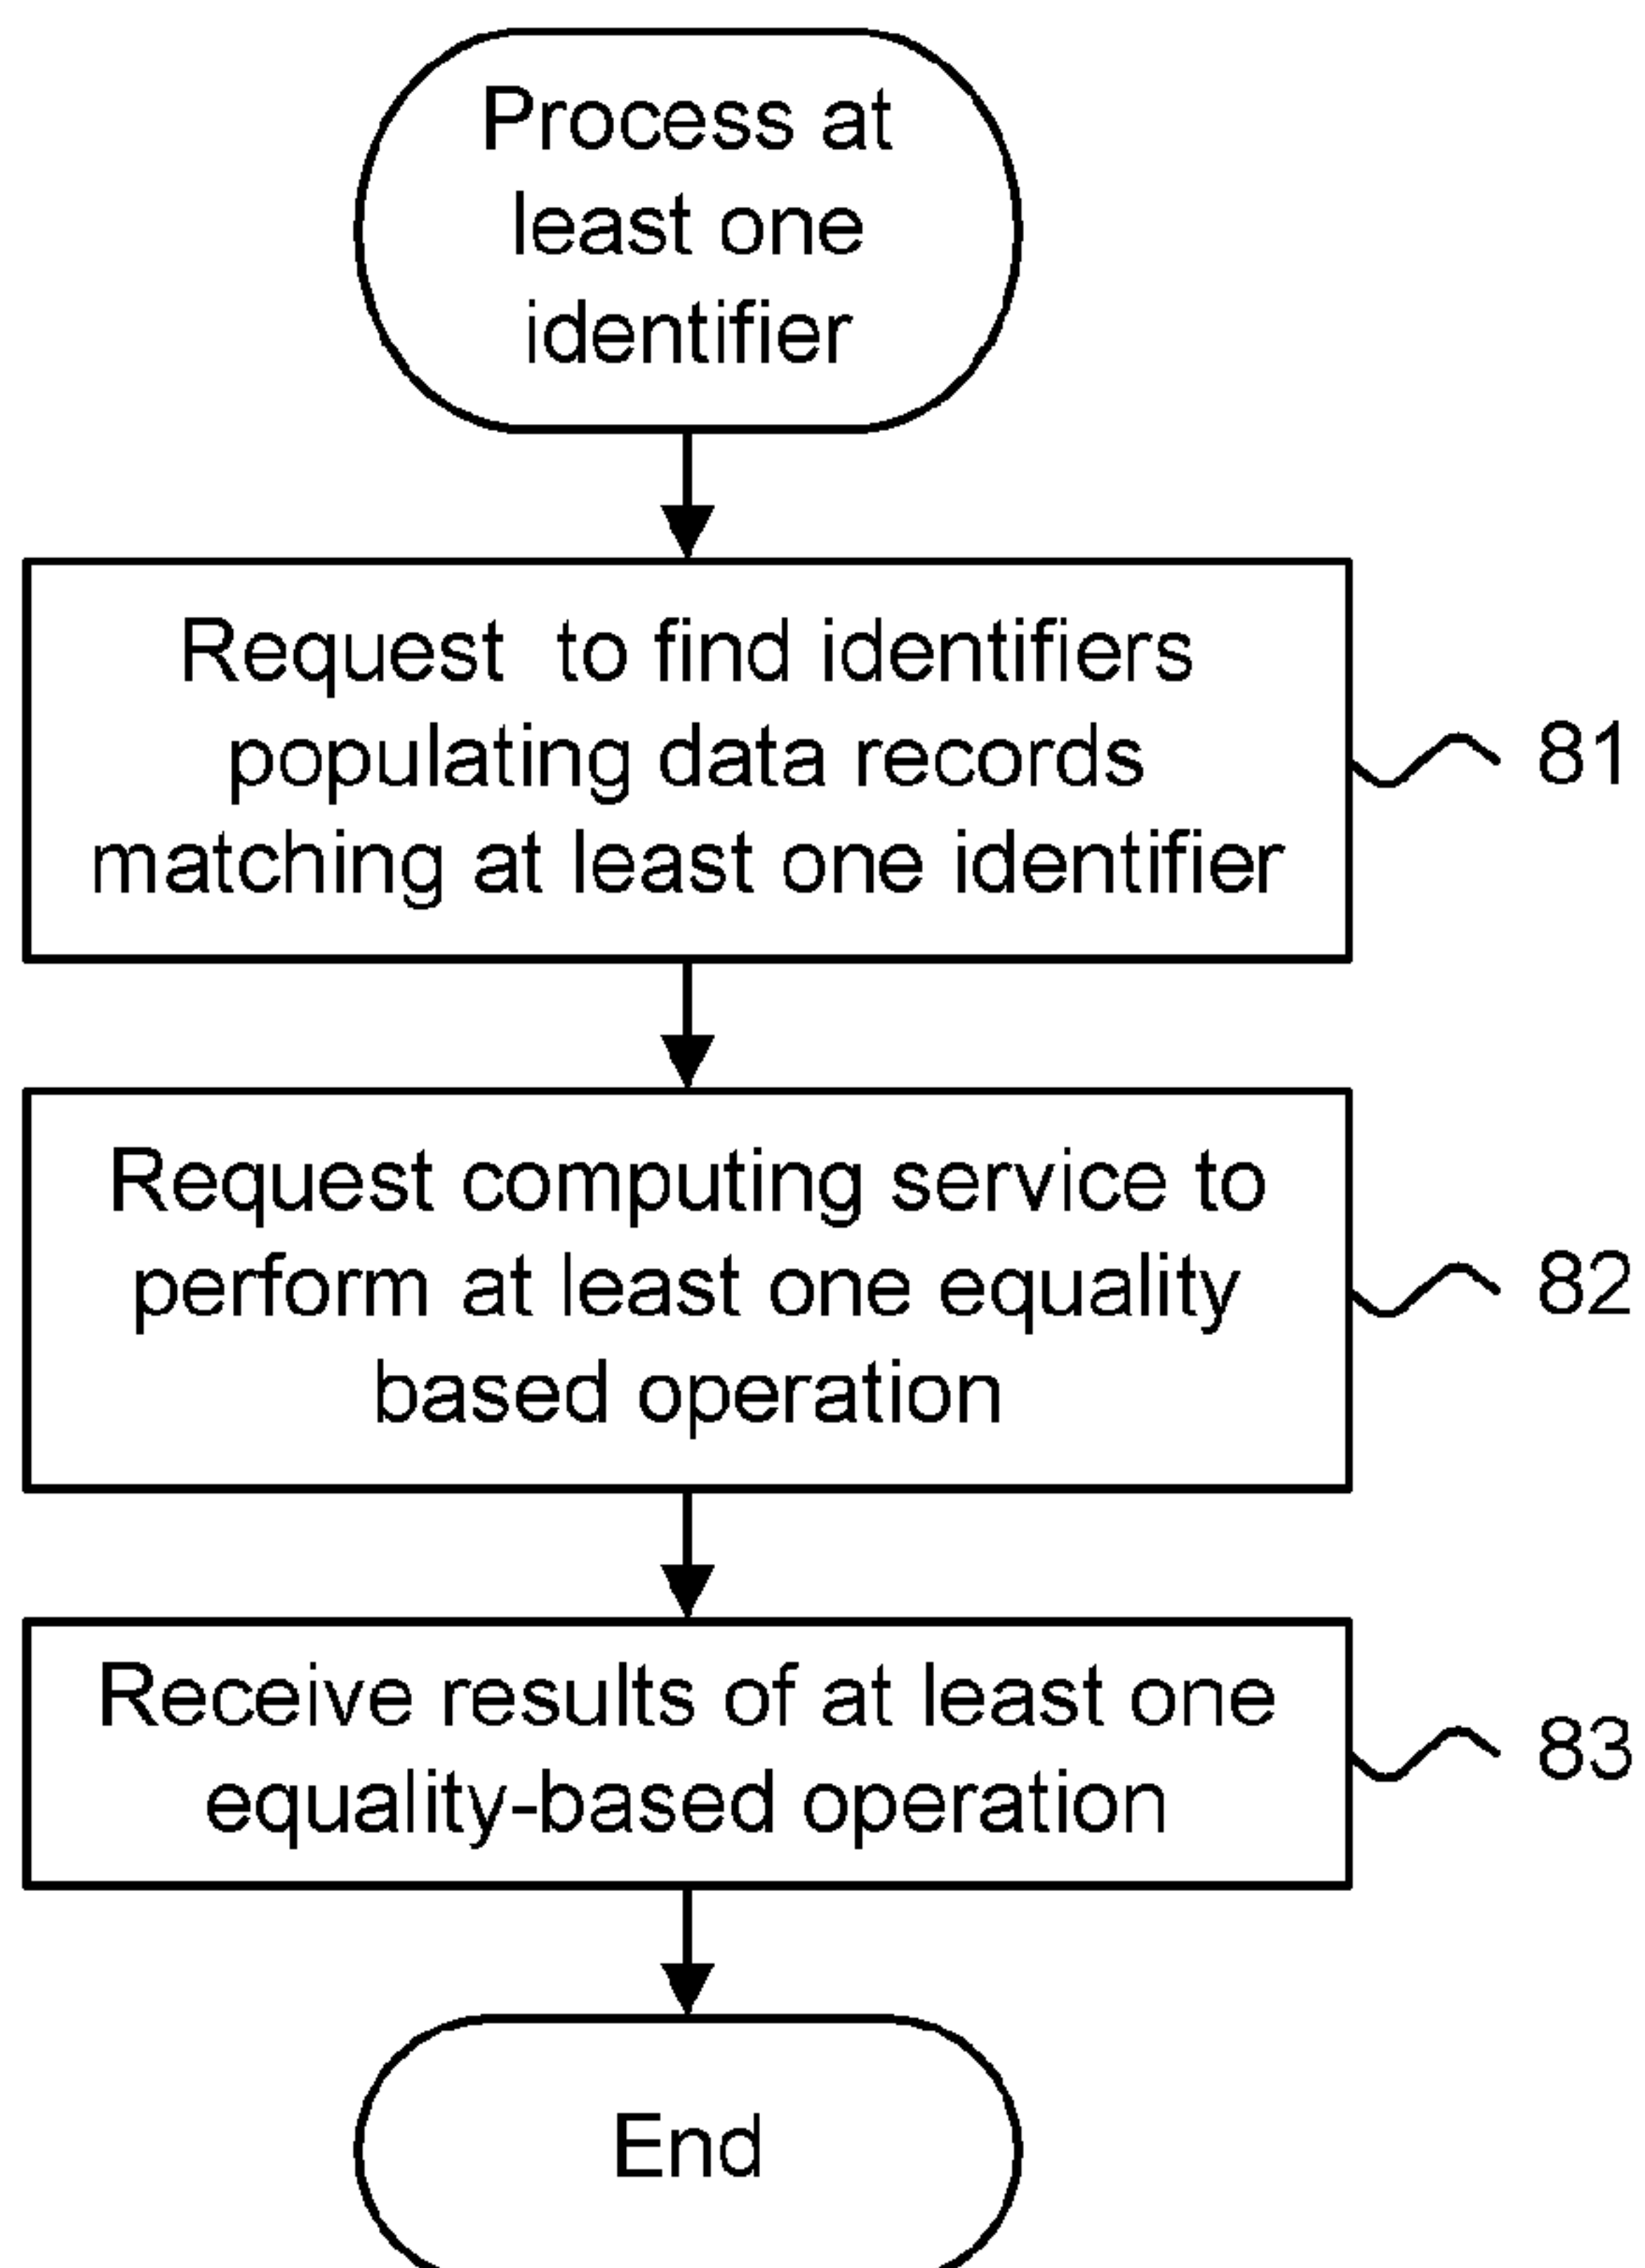 Process at
least one
identifier
Request to find identifiers
populating data records
matching at least one identifier
81
Request computing service to
perform at least one equality
based operation
82
Receive results of at least one
equality-based operation
83
End